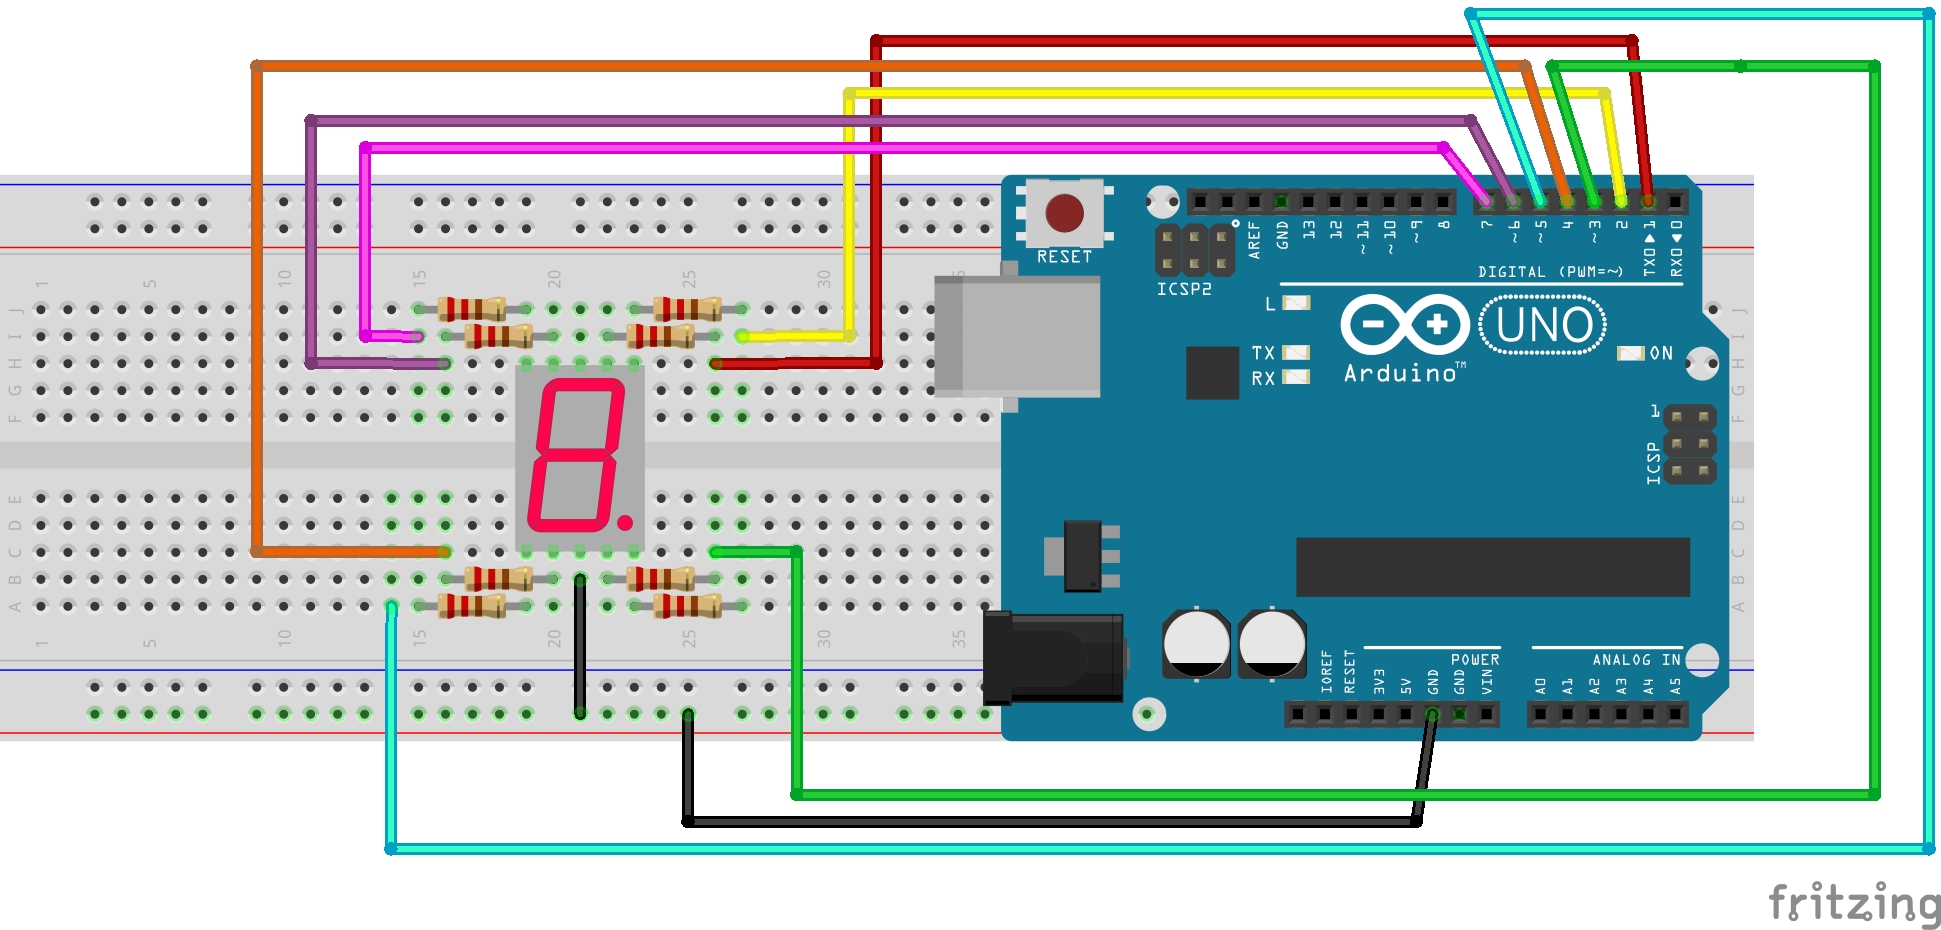 1 5 10 15 20 25 30
J I H G F
E D C B A
1 5 10 15 20 25 30 35
J I H F
E D C B A
RESET
ICSP2
AREF GND 13 12 ~11 ~10 ~9 8
7 ~6 ~5 4 ~3 2 TX0▶1 RX0◀0
DIGITAL (PWM=~)
L
TX
RX
UNO
Arduino™
ON
1
ICSP
POWER
IOREF RESET 3V3 5V GND GND VIN
ANALOG IN
A0 A1 A2 A3 A4 A5
fritzing